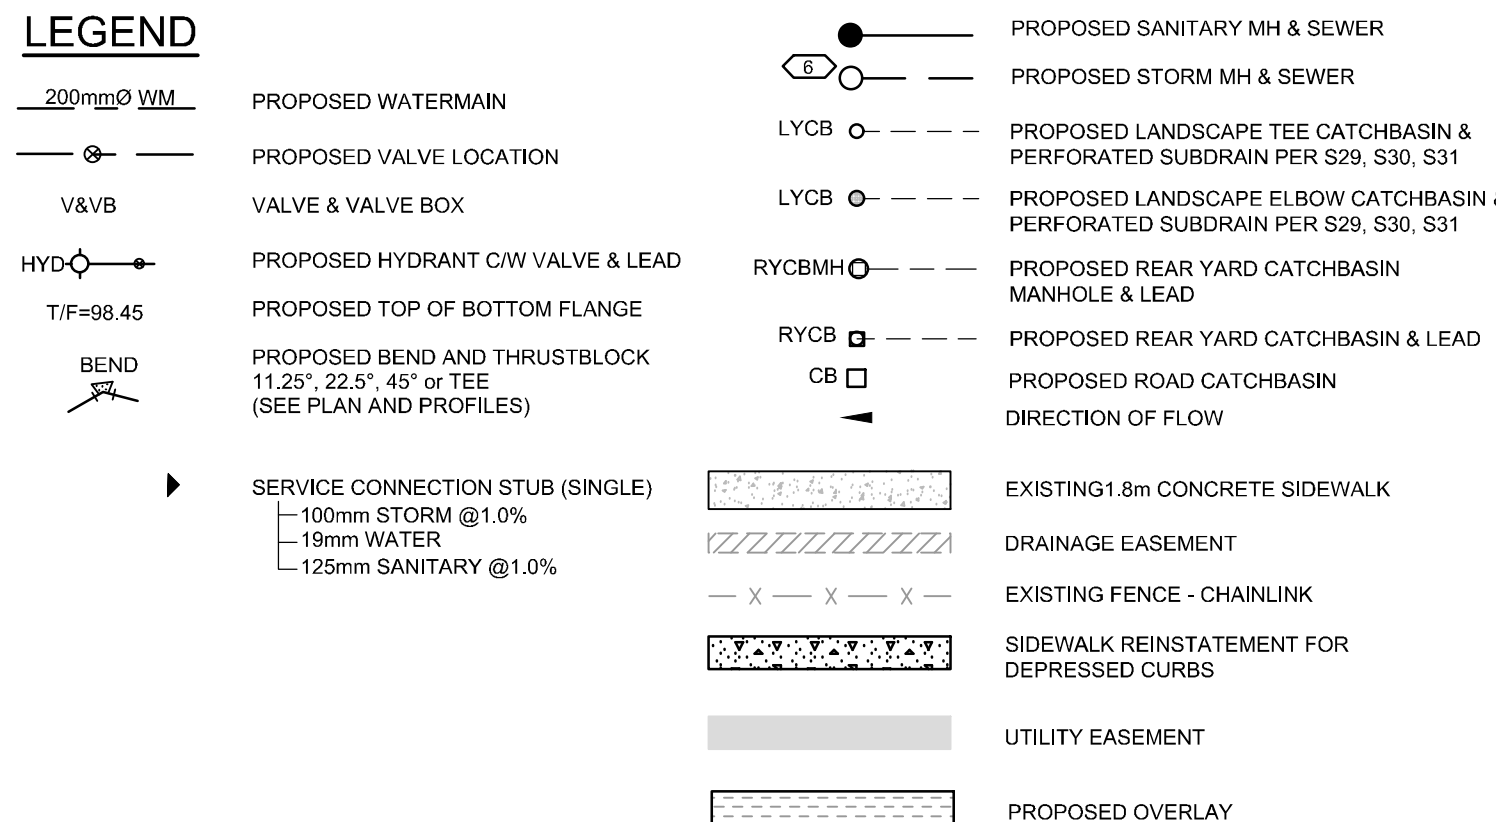 LEGEND
200mmØ WM PROPOSED WATERMAIN
PROPOSED VALVE LOCATION
V&VB VALVE & VALVE BOX
HYD PROPOSED HYDRANT C/W VALVE & LEAD
T/F=98.45 PROPOSED TOP OF BOTTOM FLANGE
BEND PROPOSED BEND AND THRUSTBLOCK
11.25°, 22.5°, 45° or TEE
(SEE PLAN AND PROFILES)
SERVICE CONNECTION STUB (SINGLE)
100mm STORM @1.0%
19mm WATER
125mm SANITARY @1.0%
PROPOSED SANITARY MH & SEWER
6 PROPOSED STORM MH & SEWER
LYCB PROPOSED LANDSCAPE TEE CATCHBASIN &
PERFORATED SUBDRAIN PER S29, S30, S31
LYCB PROPOSED LANDSCAPE ELBOW CATCHBASIN &
PERFORATED SUBDRAIN PER S29, S30, S31
RYCBMH PROPOSED REAR YARD CATCHBASIN
MANHOLE & LEAD
RYCB PROPOSED REAR YARD CATCHBASIN & LEAD
CB PROPOSED ROAD CATCHBASIN
DIRECTION OF FLOW
EXISTING1.8m CONCRETE SIDEWALK
DRAINAGE EASEMENT
X X X EXISTING FENCE - CHAINLINK
SIDEWALK REINSTATEMENT FOR
DEPRESSED CURBS
UTILITY EASEMENT
PROPOSED OVERLAY